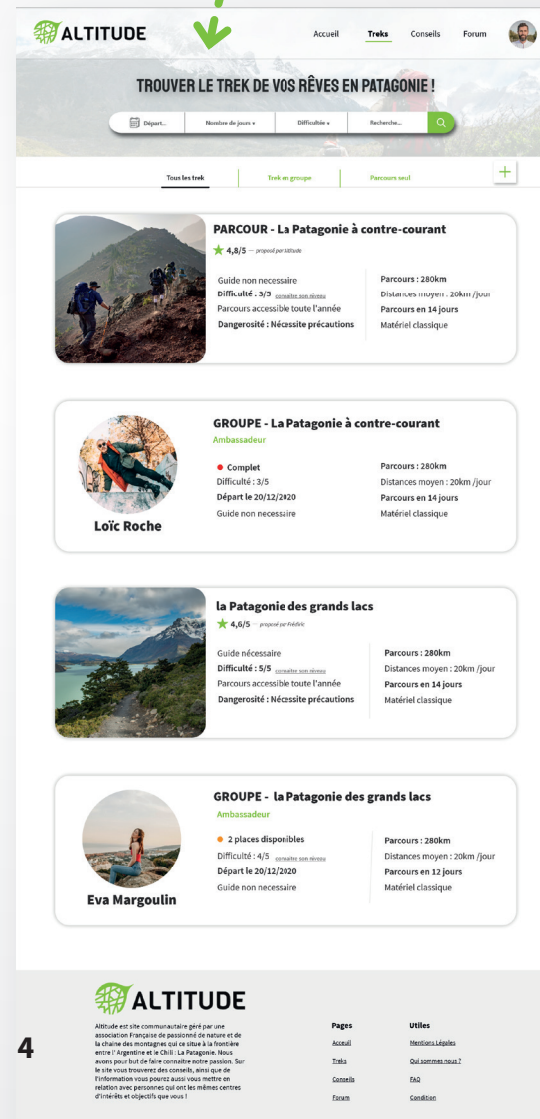 ALTITUDE
Accueil Treks Conseils Forum
TROUVER LE TREK DE VOS RÊVES EN PATAGONIE !
Départ... Nombre de jours Difficultée Recherche...
Tous les trek Trek en groupe Parcours seul
+
PARCOUR - La Patagonie à contre-courant
4,8/5 — proposé par
Guide non necessaire
Difficulté : 3/5 connaitre son niveau
Parcours accessible toute l'année
Dangerosité : Nécessite précautions
Parcours : 280km
Distances moyen : 20km /jour
Parcours en 14 jours
Matériel classique
GROUPE - La Patagonie à contre-courant
Ambassadeur
Complet
Difficulté : 3/5
Départ le 20/12/2020
Guide non necessaire
Parcours : 280km
Distances moyen : 20km /jour
Parcours en 14 jours
Matériel classique
Loïc Roche
la Patagonie des grands lacs
4,6/5 — proposé par Frédéric
Guide nécessaire
Difficulté : 5/5 connaitre son niveau
Parcours accessible toute l'année
Dangerosité : Nécessite précautions
Parcours : 280km
Distances moyen : 20km /jour
Parcours en 14 jours
Matériel classique
GROUPE - la Patagonie des grands lacs
Ambassadeur
2 places disponibles
Difficulté : 4/5 connaitre son niveau
Départ le 20/12/2020
Guide non necessaire
Parcours : 280km
Distances moyen : 20km /jour
Parcours en 12 jours
Matériel classique
Eva Margoulin
ALTITUDE
Altitude est site communautaire géré par une
association Française de passionné de nature et de
la chaine des montagnes qui ce situe à la frontière
entre l' Argentine et le Chili : La Patagonie. Nous
avons pour but de faire connaitre notre passion. Sur
le site vous trouverez des conseils, ainsi que de
l'information vous pourez aussi vous mettre en
relation avec personnes qui ont les mêmes centres
d'intérêts et objectifs que vous !
Pages
Acceuil
Treks
Conseils
Forum
Utiles
Mentions Légales
Qui sommes nous ?
FAQ
Condition
4